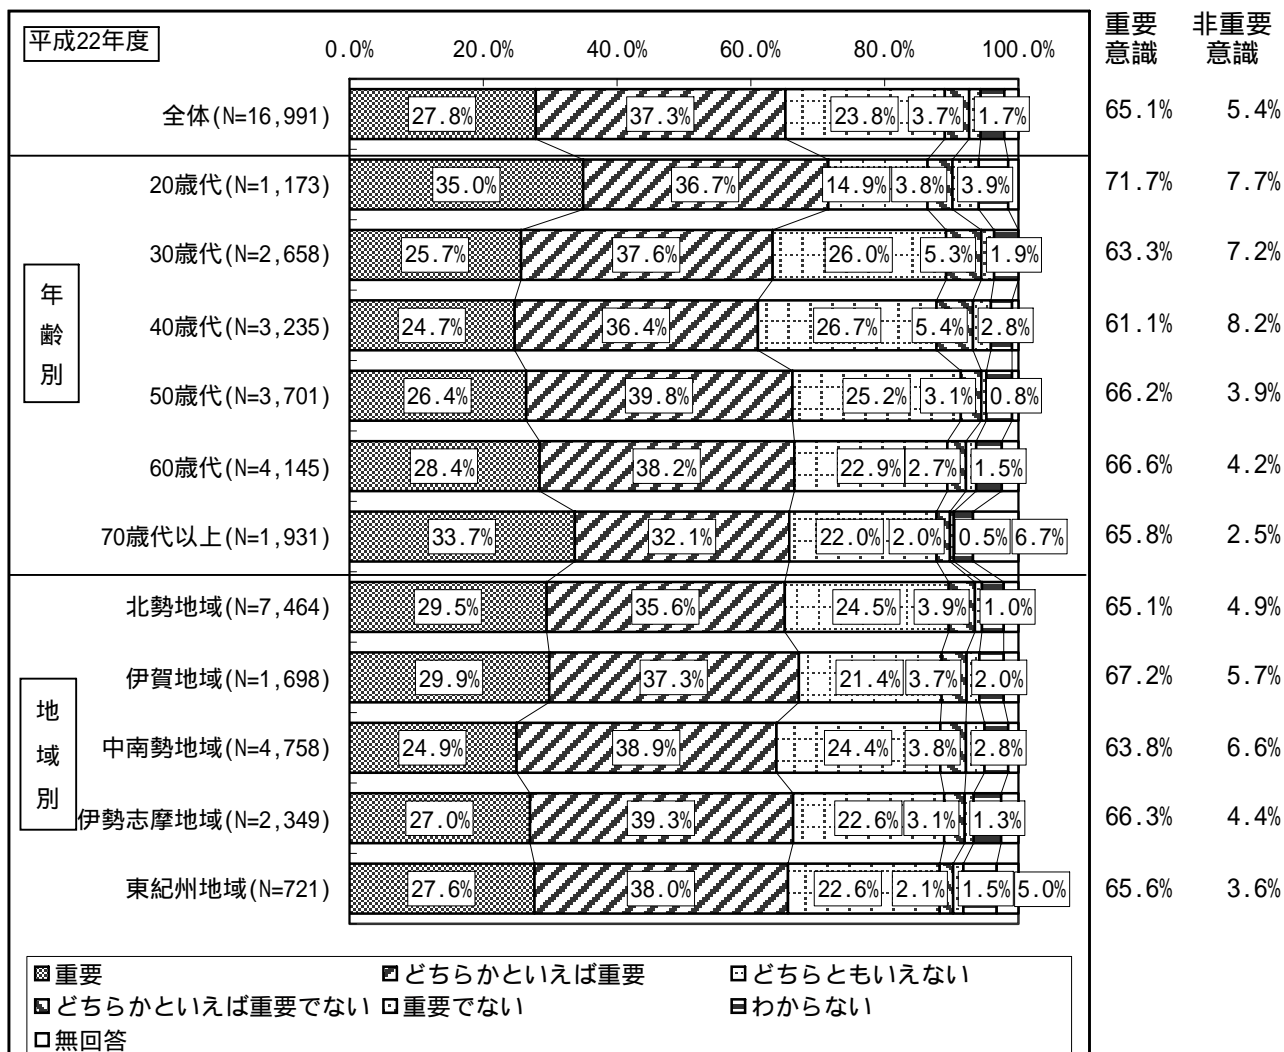 平成22年度
0.0% 20.0% 40.0% 60.0% 80.0% 100.0%
重要意識 非重要意識
全体(N=16,991) 27.8% 37.3% 23.8% 3.7% 1.7% 65.1% 5.4%
年齢別
20歳代(N=1,173) 35.0% 36.7% 14.9% 3.8% 3.9% 71.7% 7.7%
30歳代(N=2,658) 25.7% 37.6% 26.0% 5.3% 1.9% 63.3% 7.2%
40歳代(N=3,235) 24.7% 36.4% 26.7% 5.4% 2.8% 61.1% 8.2%
50歳代(N=3,701) 26.4% 39.8% 25.2% 3.1% 0.8% 66.2% 3.9%
60歳代(N=4,145) 28.4% 38.2% 22.9% 2.7% 1.5% 66.6% 4.2%
70歳代以上(N=1,931) 33.7% 32.1% 22.0% 2.0% 0.5% 6.7% 65.8% 2.5%
地域別
北勢地域(N=7,464) 29.5% 35.6% 24.5% 3.9% 1.0% 65.1% 4.9%
伊賀地域(N=1,698) 29.9% 37.3% 21.4% 3.7% 2.0% 67.2% 5.7%
中南勢地域(N=4,758) 24.9% 38.9% 24.4% 3.8% 2.8% 63.8% 6.6%
伊勢志摩地域(N=2,349) 27.0% 39.3% 22.6% 3.1% 1.3% 66.3% 4.4%
東紀州地域(N=721) 27.6% 38.0% 22.6% 2.1% 1.5% 5.0% 65.6% 3.6%
重要 どちらかといえば重要 どちらともいえない
どちらかといえば重要でない 重要でない わからない
無回答